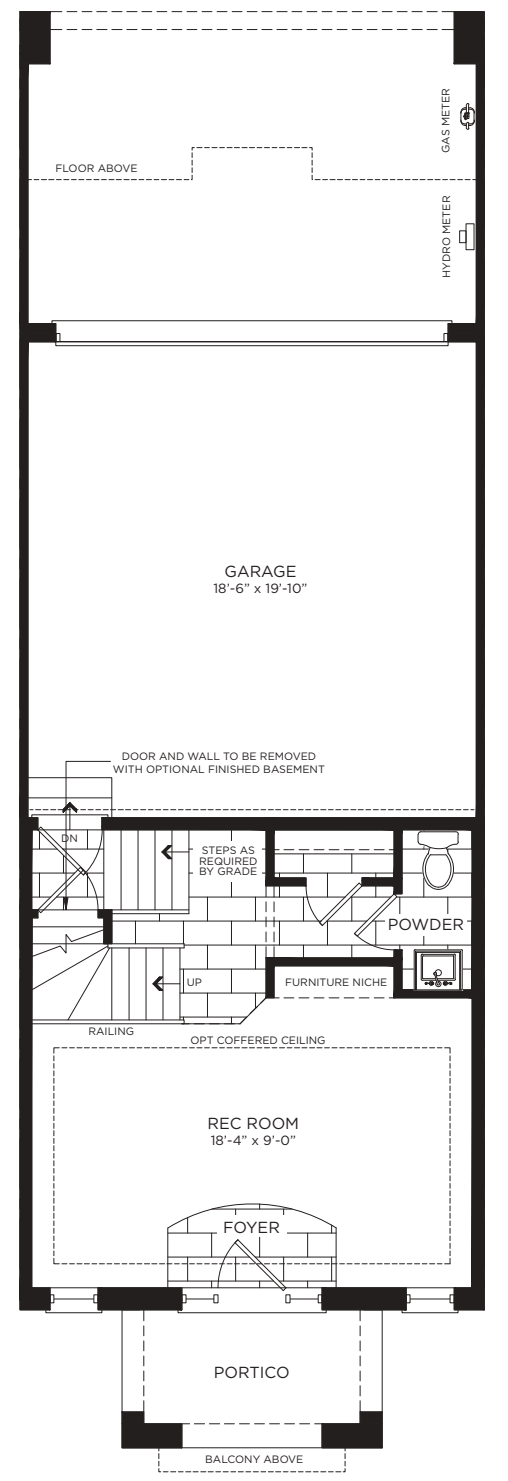 GAS METER
FLOOR ABOVE
HYDRO METER
GARAGE
18'-6" x 19'-10"
DOOR AND WALL TO BE REMOVED
WITH OPTIONAL FINISHED BASEMENT
DN
STEPS AS
REQUIRED
BY GRADE
POWDER
UP
FURNITURE NICHE
RAILING
OPT COFFERED CEILING
REC ROOM
18'-4" x 9'-0"
FOYER
PORTICO
BALCONY ABOVE